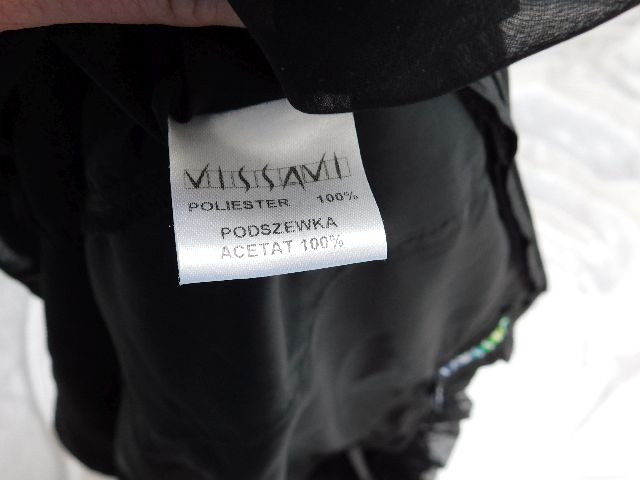 VISSAVI
POLIESTER 100%
PODSZEWKA
ACETAT 100%